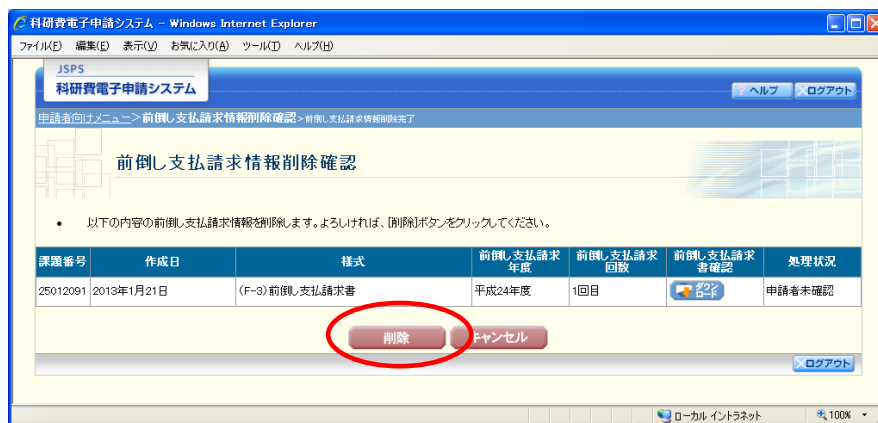 科研費電子申請システム - Windows Internet Explorer
ファイル(F) 編集(E) 表示(V) お気に入り(A) ツール(T) ヘルプ(H)
JSPS
科研費電子申請システム
? ヘルプ ログアウト
申請者向けメニュー>前倒し支払請求情報削除確認>前倒し支払請求情報削除完了
前倒し支払請求情報削除確認
• 以下の内容の前倒し支払請求情報を削除します。よろしければ、[削除]ボタンをクリックしてください。
課題番号 作成日 様式 前倒し支払請求年度 前倒し支払請求回数 前倒し支払請求書確認 処理状況
25012091 2013年1月21日 (F-3)前倒し支払請求書 平成24年度 1回目 ダウンロード 申請者未確認
削除 キャンセル
ログアウト
ローカル イントラネット 100%